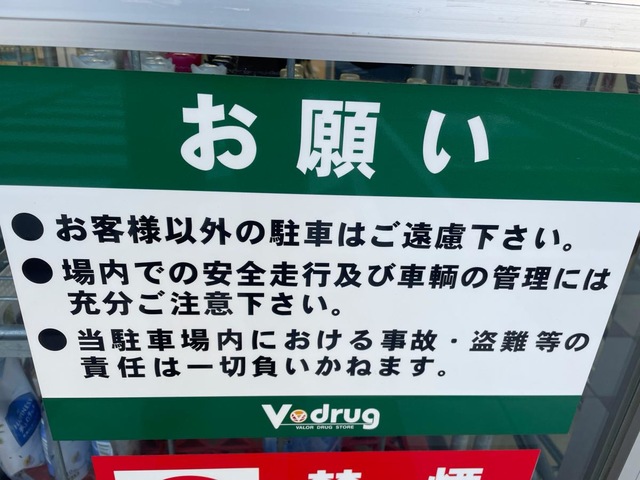 お願い
●お客様以外の駐車はご遠慮下さい。
●場内での安全走行及び車輌の管理には
充分ご注意下さい。
●当駐車場内における事故・盗難等の
責任は一切負いかねます。
V・drug
VALOR DRUG STORE
禁煙